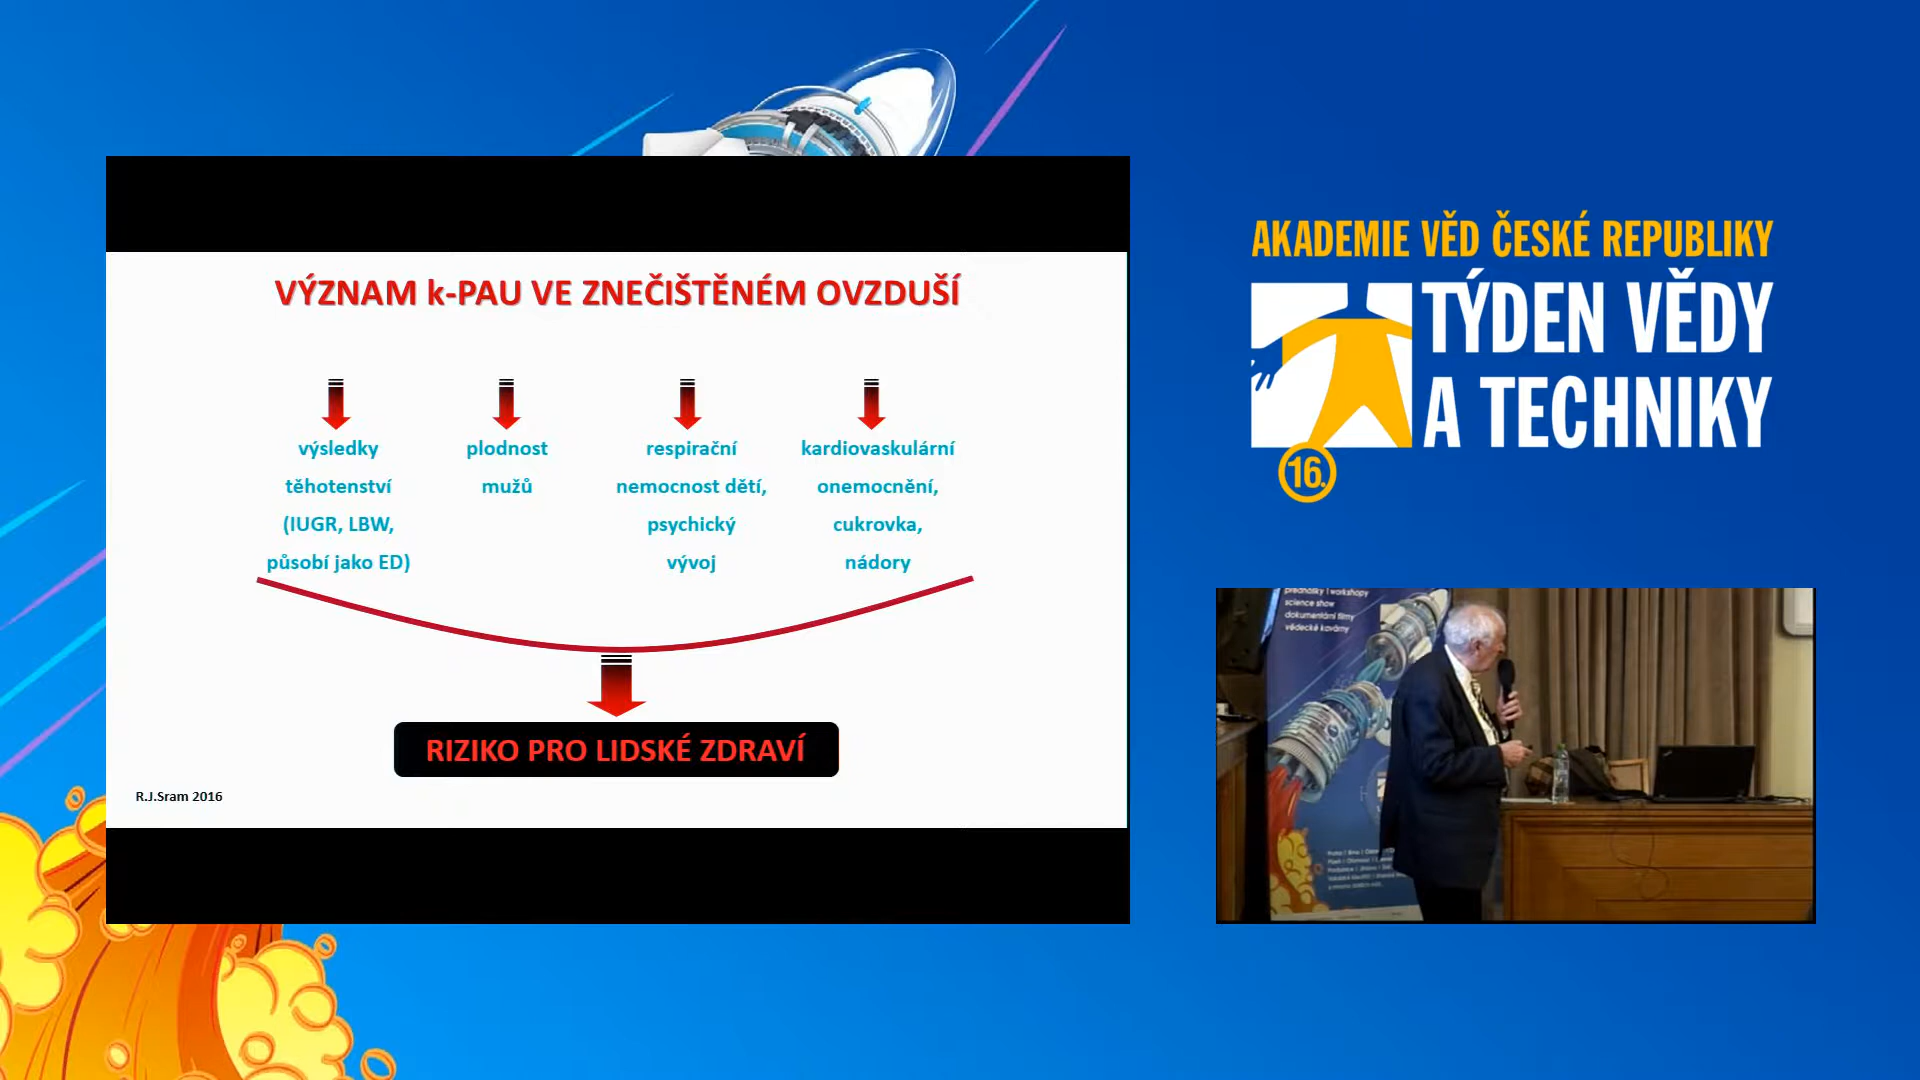 VÝZNAM k-PAU VE ZNEČIŠTĚNÉM OVZDUŠÍ
výsledky
těhotenství
(IUGR, LBW,
působí jako ED)
plodnost
mužů
respirační
nemocnost dětí,
psychický
vývoj
kardiovaskulární
onemocnění,
cukrovka,
nádory
RIZIKO PRO LIDSKÉ ZDRAVÍ
R.J.Sram 2016
AKADEMIE VĚD ČESKÉ REPUBLIKY
TÝDEN VĚDY
A TECHNIKY
16.
přednášky | workshopy
science show
dokumentární filmy
vědecké kavárny